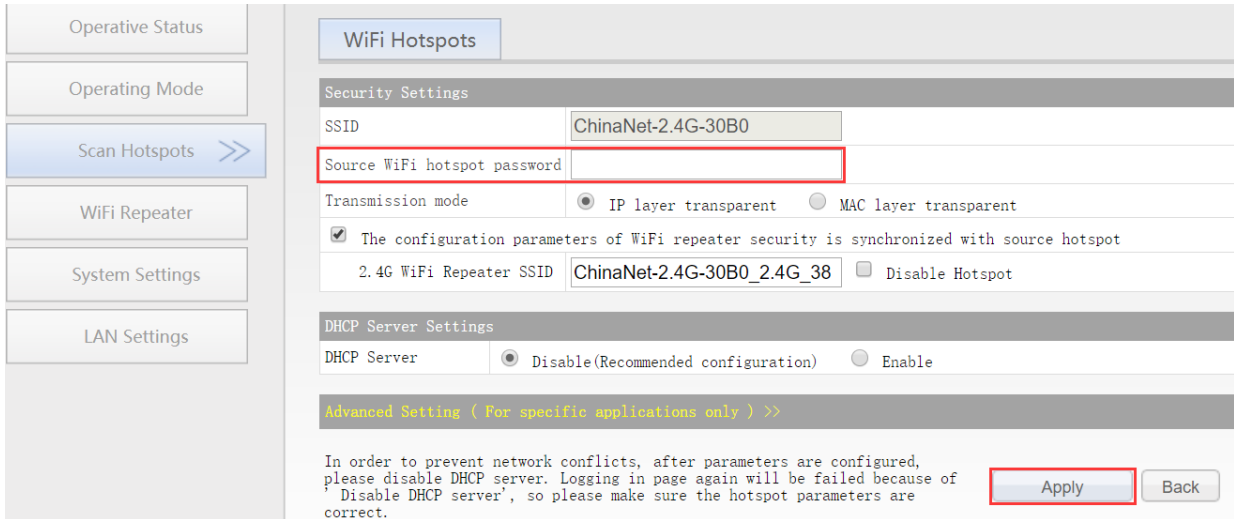 Operative Status
Operating Mode
Scan Hotspots >>
WiFi Repeater
System Settings
LAN Settings
WiFi Hotspots
Security Settings
SSID ChinaNet-2.4G-30B0
Source WiFi hotspot password
Transmission mode IP layer transparent MAC layer transparent
The configuration parameters of WiFi repeater security is synchronized with source hotspot
2.4G WiFi Repeater SSID ChinaNet-2.4G-30B0_2.4G_38 Disable Hotspot
DHCP Server Settings
DHCP Server Disable(Recommended configuration) Enable
Advanced Setting ( For specific applications only ) >>
In order to prevent network conflicts, after parameters are configured,
please disable DHCP server. Logging in page again will be failed because of
' Disable DHCP server', so please make sure the hotspot parameters are
correct.
Apply Back